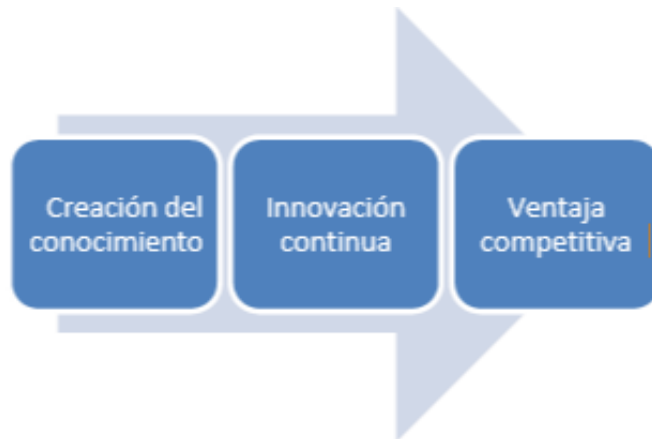 Creación del
conocimiento
Innovación
continua
Ventaja
competitiva